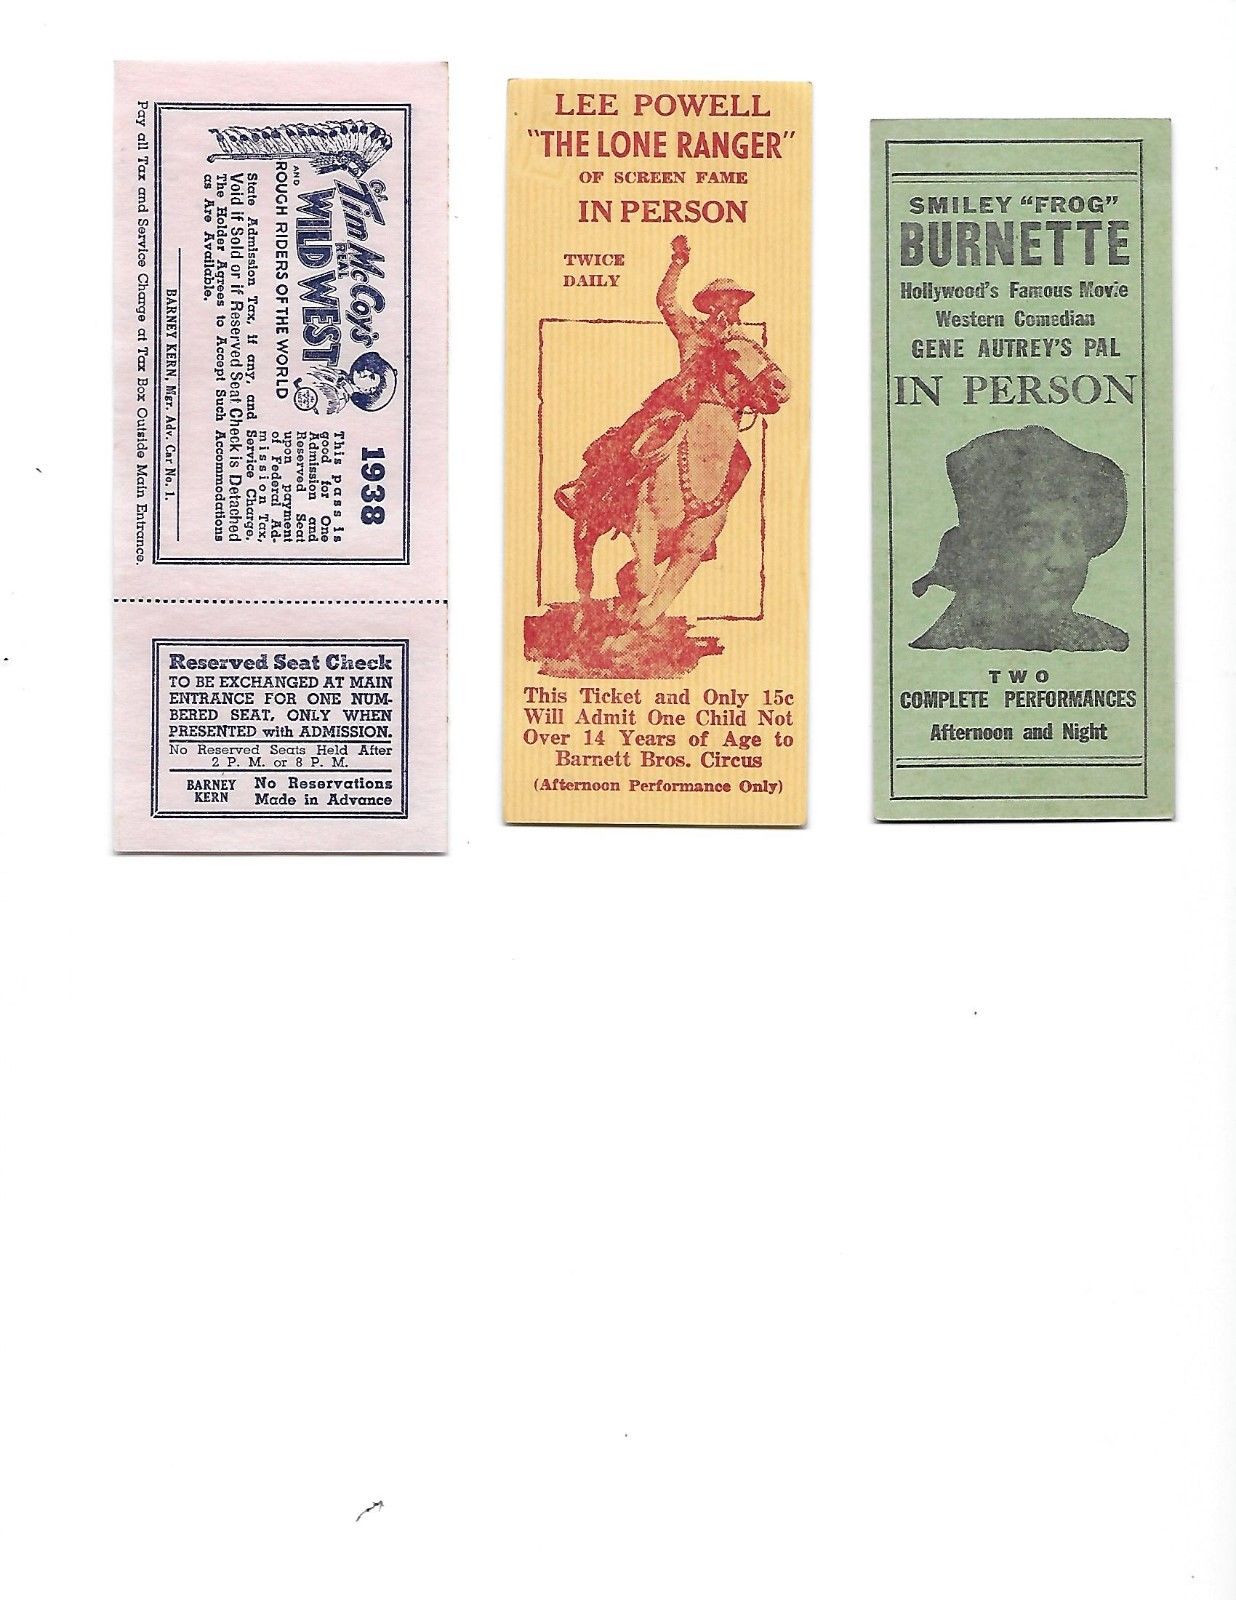 Col. Tim McCoy's
REAL
WILD WEST
AND
ROUGH RIDERS OF THE WORLD
1938
This pass is
good for One
Admission and
Reserved Seat
upon payment
of Federal Ad-
mission Tax,
State Admission Tax, if any, and Service Charge.
Void if Sold or if Reserved Seat Check is Detached
The Holder Agrees to Accept Such Accommodations
as Are Available.
BARNEY KERN, Mgr. Adv. Car No. 1.
Pay all Tax and Service Charge at Tax Box Outside Main Entrance.
Reserved Seat Check
TO BE EXCHANGED AT MAIN
ENTRANCE FOR ONE NUM-
BERED SEAT, ONLY WHEN
PRESENTED with ADMISSION.
No Reserved Seats Held After
2 P. M. or 8 P. M.
BARNEY KERN
No Reservations
Made in Advance
LEE POWELL
"THE LONE RANGER"
OF SCREEN FAME
IN PERSON
TWICE
DAILY
This Ticket and Only 15c
Will Admit One Child Not
Over 14 Years of Age to
Barnett Bros. Circus
(Afternoon Performance Only)
SMILEY "FROG"
BURNETTE
Hollywood's Famous Movie
Western Comedian
GENE AUTREY'S PAL
IN PERSON
TWO
COMPLETE PERFORMANCES
Afternoon and Night